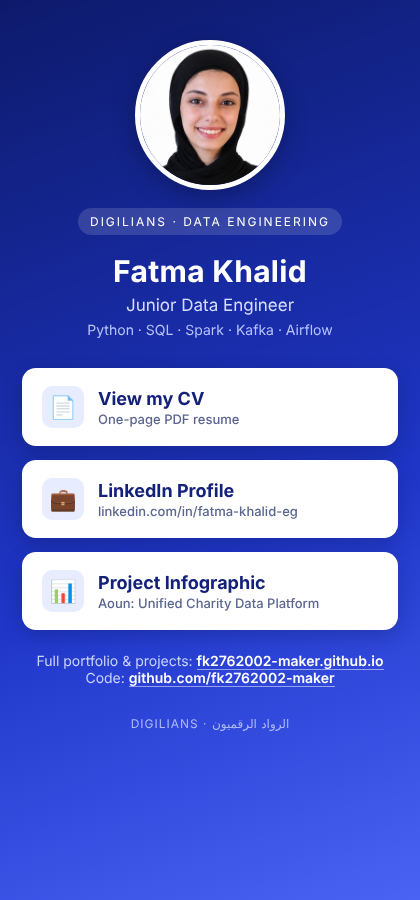 DIGILIANS · DATA ENGINEERING
Fatma Khalid
Junior Data Engineer
Python · SQL · Spark · Kafka · Airflow
View my CV
One-page PDF resume
LinkedIn Profile
linkedin.com/in/fatma-khalid-eg
Project Infographic
Aoun: Unified Charity Data Platform
Full portfolio & projects: fk2762002-maker.github.io
Code: github.com/fk2762002-maker
DIGILIANS · الرواد الرقميون